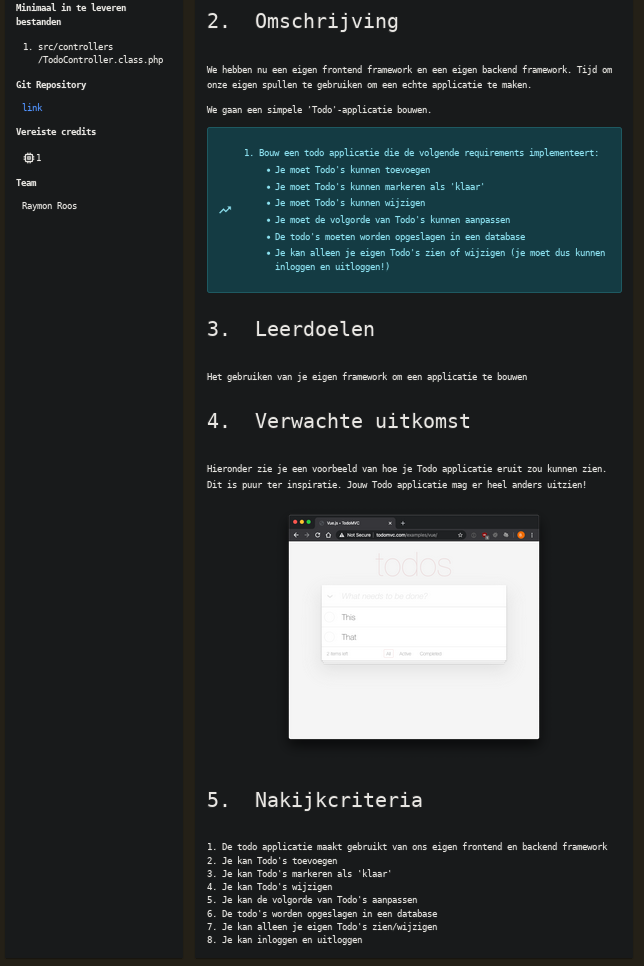 Minimaal in te leveren
bestanden
1. src/controllers
/TodoController.class.php
Git Repository
link
Vereiste credits
1
Team
Raymon Roos
2. Omschrijving
We hebben nu een eigen frontend framework en een eigen backend framework. Tijd om
onze eigen spullen te gebruiken om een echte applicatie te maken.
We gaan een simpele 'Todo'-applicatie bouwen.
1. Bouw een todo applicatie die de volgende requirements implementeert:
• Je moet Todo's kunnen toevoegen
• Je moet Todo's kunnen markeren als 'klaar'
• Je moet Todo's kunnen wijzigen
• Je moet de volgorde van Todo's kunnen aanpassen
• De todo's moeten worden opgeslagen in een database
• Je kan alleen je eigen Todo's zien of wijzigen (je moet dus kunnen
inloggen en uitloggen!)
3. Leerdoelen
Het gebruiken van je eigen framework om een applicatie te bouwen
4. Verwachte uitkomst
Hieronder zie je een voorbeeld van hoe je Todo applicatie eruit zou kunnen zien.
Dit is puur ter inspiratie. Jouw Todo applicatie mag er heel anders uitzien!
Vue.js • TodoMVC
Not Secure | todomvc.com/examples/vue/
todos
What needs to be done?
This
That
2 items left All Active Completed
5. Nakijkcriteria
1. De todo applicatie maakt gebruikt van ons eigen frontend en backend framework
2. Je kan Todo's toevoegen
3. Je kan Todo's markeren als 'klaar'
4. Je kan Todo's wijzigen
5. Je kan de volgorde van Todo's aanpassen
6. De todo's worden opgeslagen in een database
7. Je kan alleen je eigen Todo's zien/wijzigen
8. Je kan inloggen en uitloggen